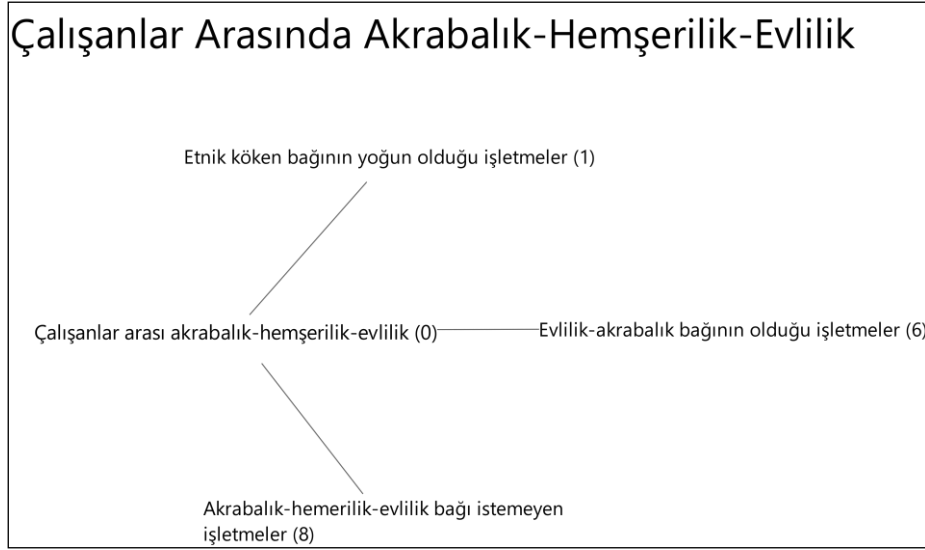 Çalışanlar Arasında Akrabalık-Hemşerilik-Evlilik
Etnik köken bağının yoğun olduğu işletmeler (1)
Çalışanlar arası akrabalık-hemşerilik-evlilik (0)
Evlilik-akrabalık bağının olduğu işletmeler (6)
Akrabalık-hemerilik-evlilik bağı istemeyen
işletmeler (8)